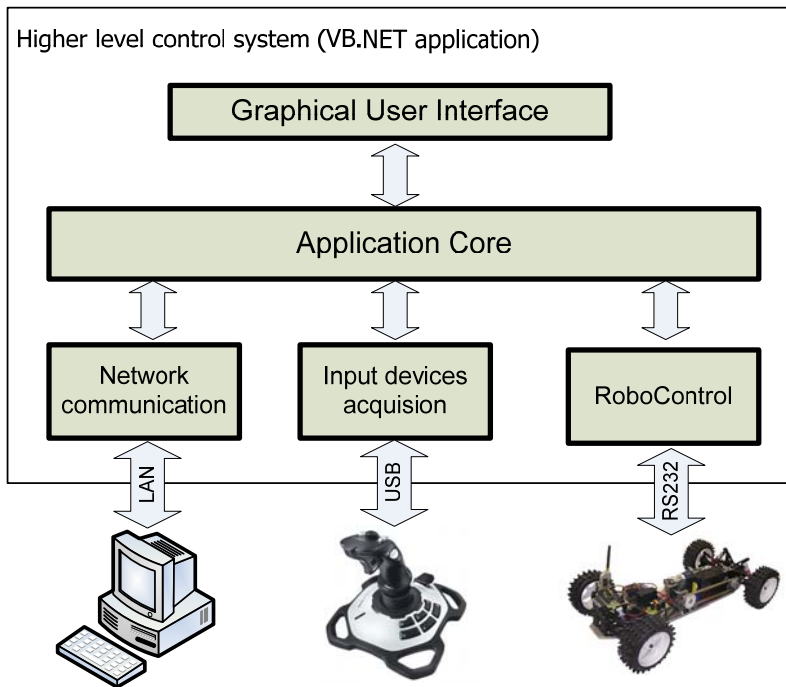 Higher level control system (VB.NET application)
Graphical User Interface
Application Core
Network
communication
Input devices
acquision
RoboControl
LAN
USB
RS232